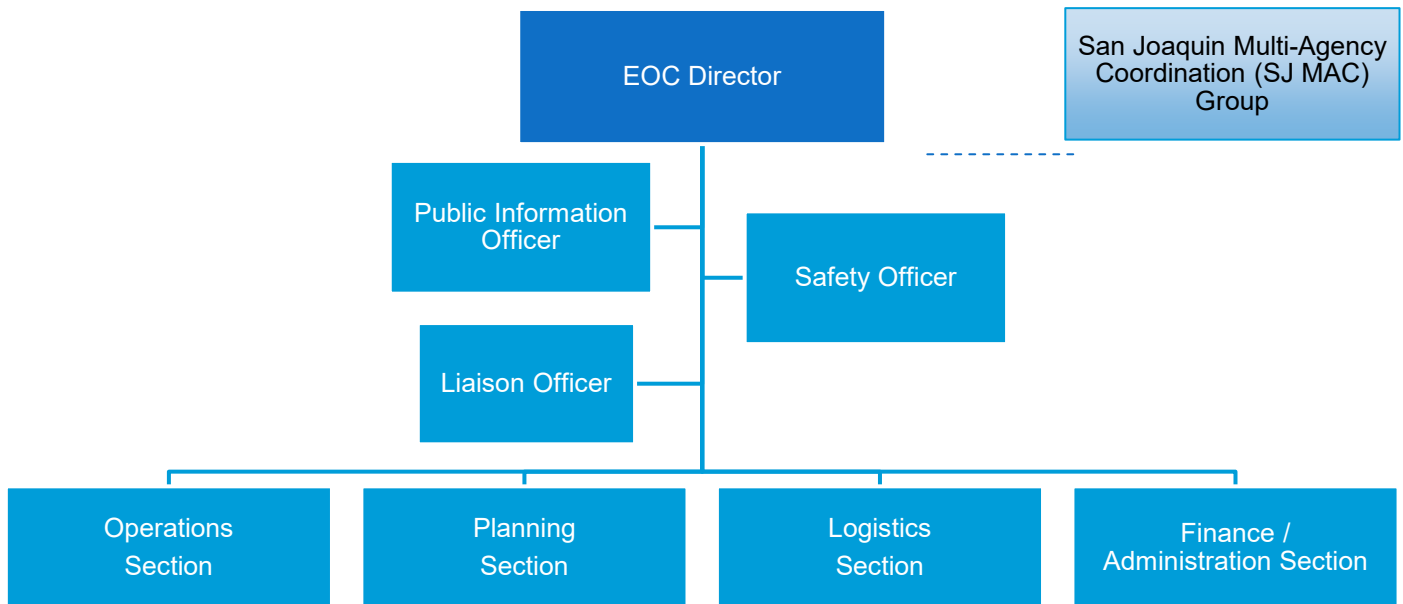 EOC Director
San Joaquin Multi-Agency
Coordination (SJ MAC)
Group
Public Information
Officer
Safety Officer
Liaison Officer
Operations
Section
Planning
Section
Logistics
Section
Finance /
Administration Section